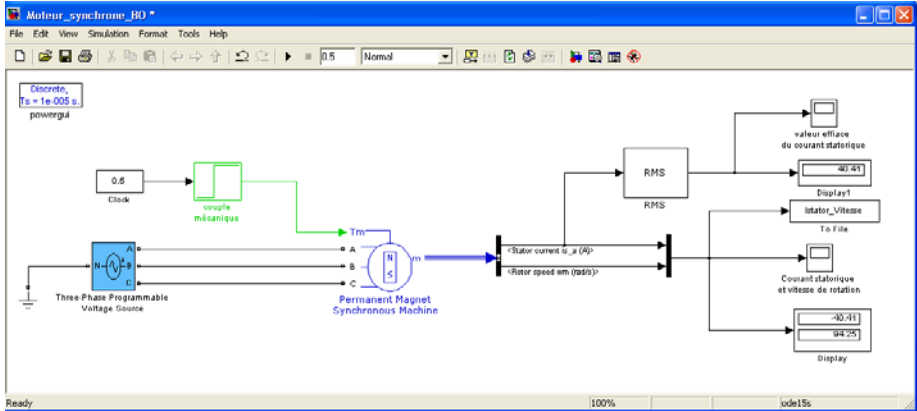 Moteur_synchrone_BO *
File Edit View Simulation Format Tools Help
0.5 Normal
Discrete,
Ts = 1e-005 s.
powergui
0.5
Clock
couple
mécanique
N A B C
Three-Phase Programmable
Voltage Source
Tm
A
B
C
N
S
m
Permanent Magnet
Synchronous Machine
<Stator current is_a (A)>
<Rotor speed wm (rad/s)>
RMS
RMS
valeur effiace
du courant statorique
40.41
Display1
Istator_Vitesse
To File
Courant statorique
et vitesse de rotation
-40.41
94.25
Display
Ready 100% ode15s